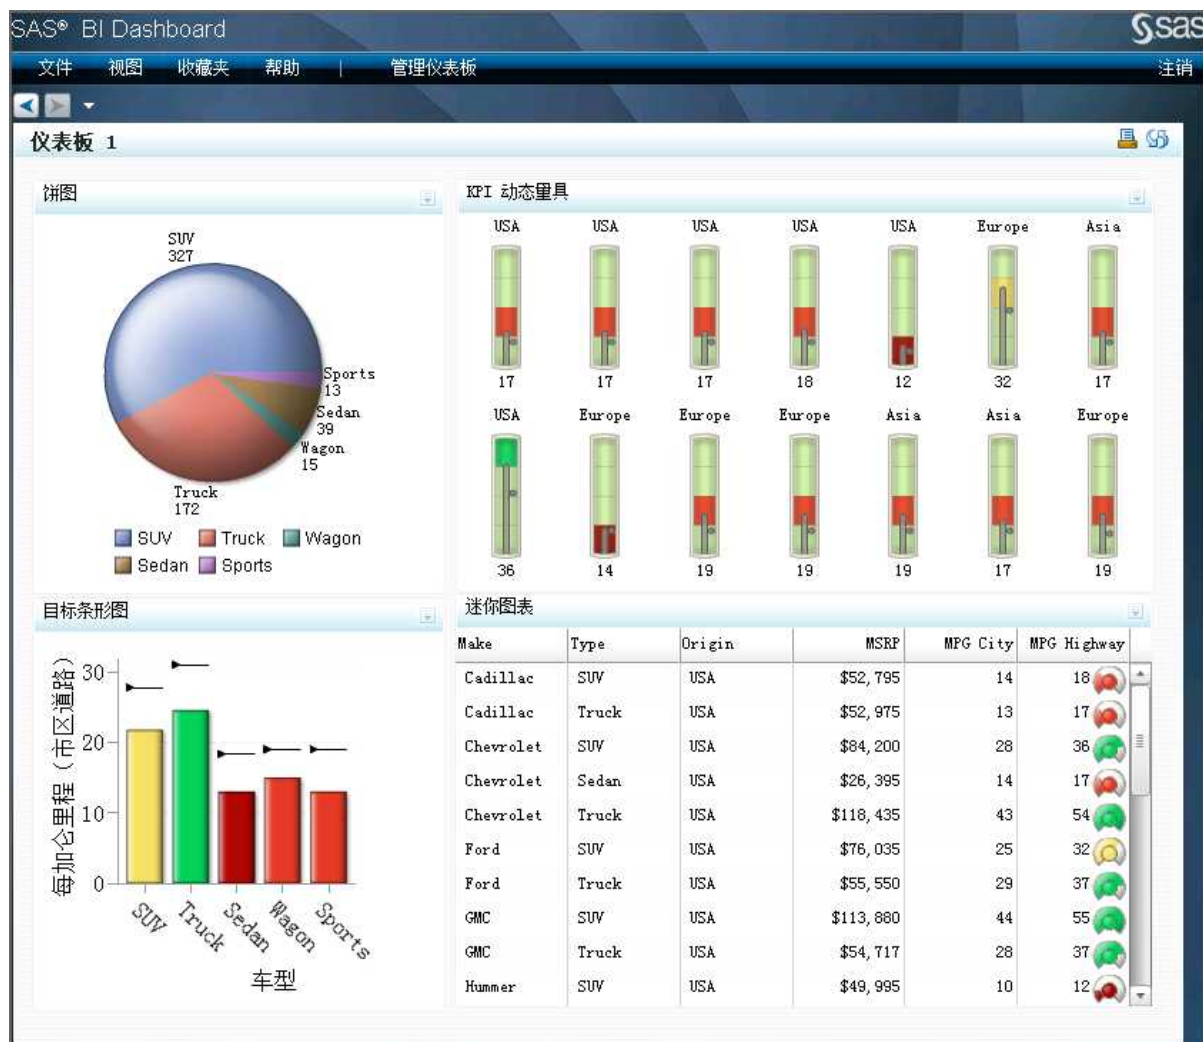 SAS® BI Dashboard
sas
文件 视图 收藏夹 帮助 | 管理仪表板 注销
仪表板 1
饼图
SUV
327
Sports
13
Sedan
39
Wagon
15
Truck
172
SUV Truck Wagon
Sedan Sports
KPI 动态量具
USA USA USA USA USA Europe Asia
17 17 17 18 12 32 17
USA Europe Europe Europe Asia Asia Europe
36 14 19 19 19 17 19
目标条形图
每加仑里程（市区道路）
30
20
10
0
SUV Truck Sedan Wagon Sports
车型
迷你图表
Make Type Origin MSRP MPG City MPG Highway
Cadillac SUV USA $52,795 14 18
Cadillac Truck USA $52,975 13 17
Chevrolet SUV USA $84,200 28 36
Chevrolet Sedan USA $26,395 14 17
Chevrolet Truck USA $118,435 43 54
Ford SUV USA $76,035 25 32
Ford Truck USA $55,550 29 37
GMC SUV USA $113,880 44 55
GMC Truck USA $54,717 28 37
Hummer SUV USA $49,995 10 12